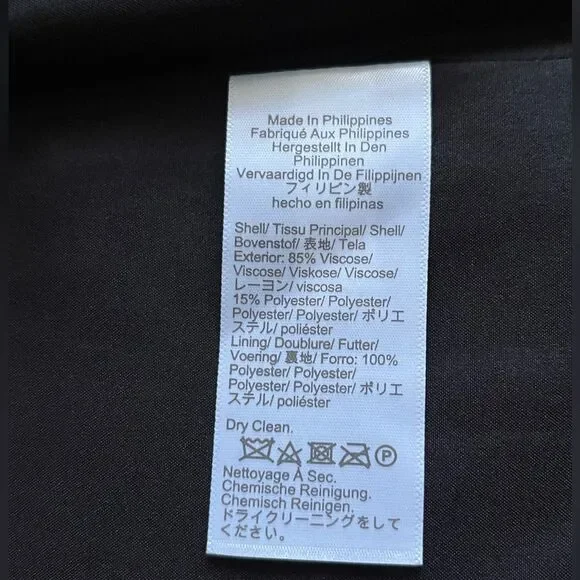 Made In Philippines
Fabriqué Aux Philippines
Hergestellt In Den
Philippinen
Vervaardigd In De Filippijnen
フィリピン製
hecho en filipinas
Shell/ Tissu Principal/ Shell/
Bovenstof/ 表地/ Tela
Exterior: 85% Viscose/
Viscose/ Viskose/ Viscose/
レーヨン/ viscosa
15% Polyester/ Polyester/
Polyester/ Polyester/ ポリエ
ステル/ poliéster
Lining/ Doublure/ Futter/
Voering/ 裏地/ Forro: 100%
Polyester/ Polyester/
Polyester/ Polyester/ ポリエ
ステル/ poliéster
Dry Clean.
P
Nettoyage À Sec.
Chemische Reinigung.
Chemisch Reinigen.
ドライクリーニングをして
ください。